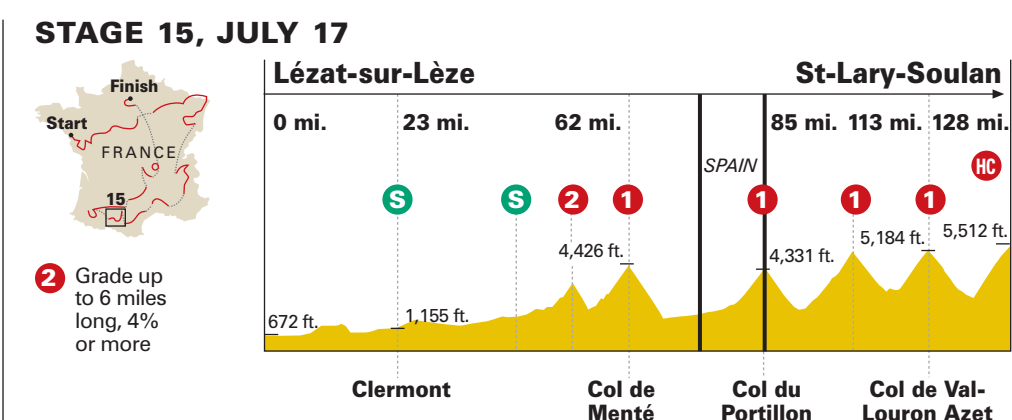 STAGE 15, JULY 17
Finish
Start
FRANCE
15
2 Grade up
to 6 miles
long, 4%
or more
Lézat-sur-Lèze St-Lary-Soulan
0 mi. 23 mi. 62 mi. 85 mi. 113 mi. 128 mi.
SPAIN
HC
S S 2 1 1 1 1
672 ft. 1,155 ft. 4,426 ft. 4,331 ft. 5,184 ft. 5,512 ft.
Clermont
Col de
Menté
Col du
Portillon
Col de Val-
Louron Azet